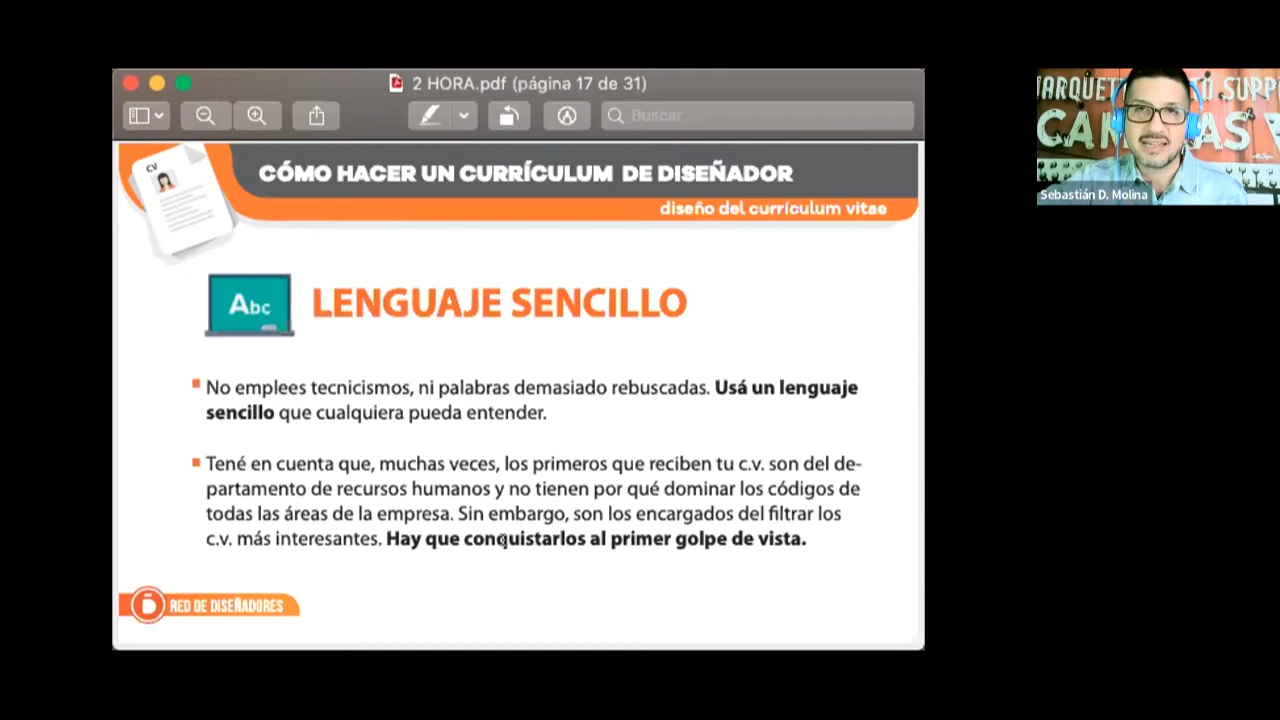 2 HORA.pdf (página 17 de 31)
Buscar
CV
CÓMO HACER UN CURRÍCULUM DE DISEÑADOR
diseño del currículum vitae
Abc
LENGUAJE SENCILLO
No emplees tecnicismos, ni palabras demasiado rebuscadas. Usá un lenguaje
sencillo que cualquiera pueda entender.
Tené en cuenta que, muchas veces, los primeros que reciben tu c.v. son del de-
partamento de recursos humanos y no tienen por qué dominar los códigos de
todas las áreas de la empresa. Sin embargo, son los encargados del filtrar los
c.v. más interesantes. Hay que conquistarlos al primer golpe de vista.
RED DE DISEÑADORES
Sebastián D. Molina